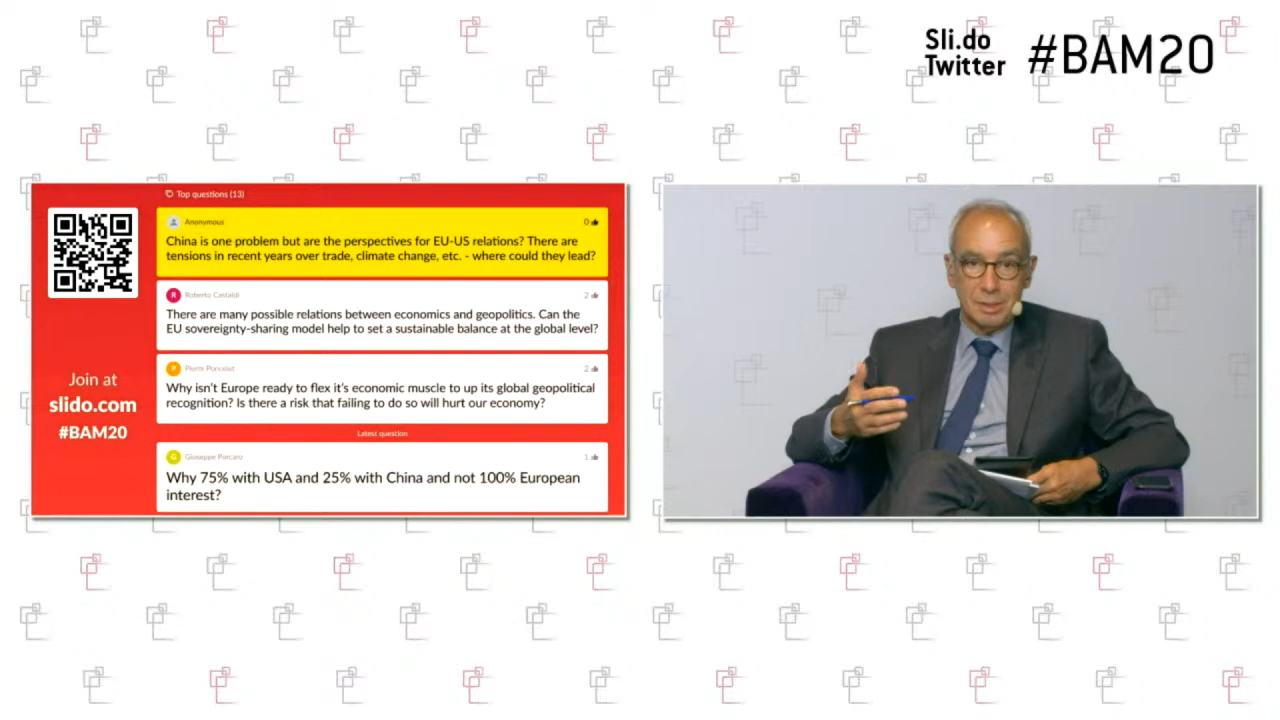 Sli.do
Twitter
#BAM20
Top questions (13)
Anonymous
0
China is one problem but are the perspectives for EU-US relations? There are
tensions in recent years over trade, climate change, etc. - where could they lead?
R
Roberto Castaldi
2
There are many possible relations between economics and geopolitics. Can the
EU sovereignty-sharing model help to set a sustainable balance at the global level?
P
Pierre
2
Why isn't Europe ready to flex it's economic muscle to up its global geopolitical
recognition? Is there a risk that failing to do so will hurt our economy?
Latest question
G
Giuseppe Porcaro
1
Why 75% with USA and 25% with China and not 100% European
interest?
Join at
slido.com
#BAM20